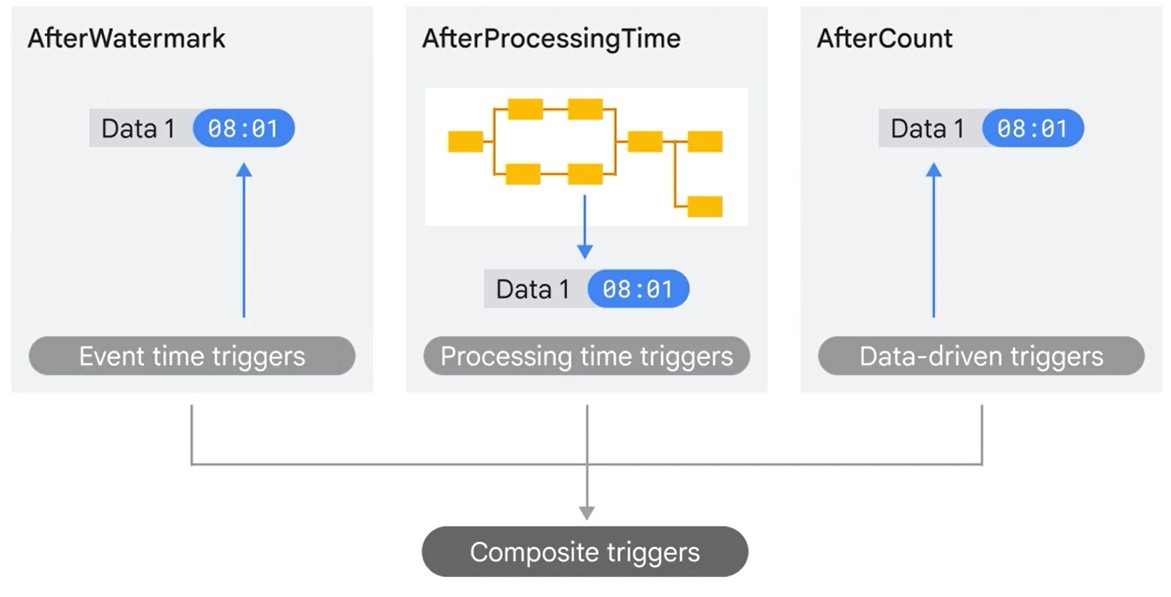 AfterWatermark
Data 1 08:01
Event time triggers
AfterProcessingTime
Data 1 08:01
Processing time triggers
AfterCount
Data 1 08:01
Data-driven triggers
Composite triggers